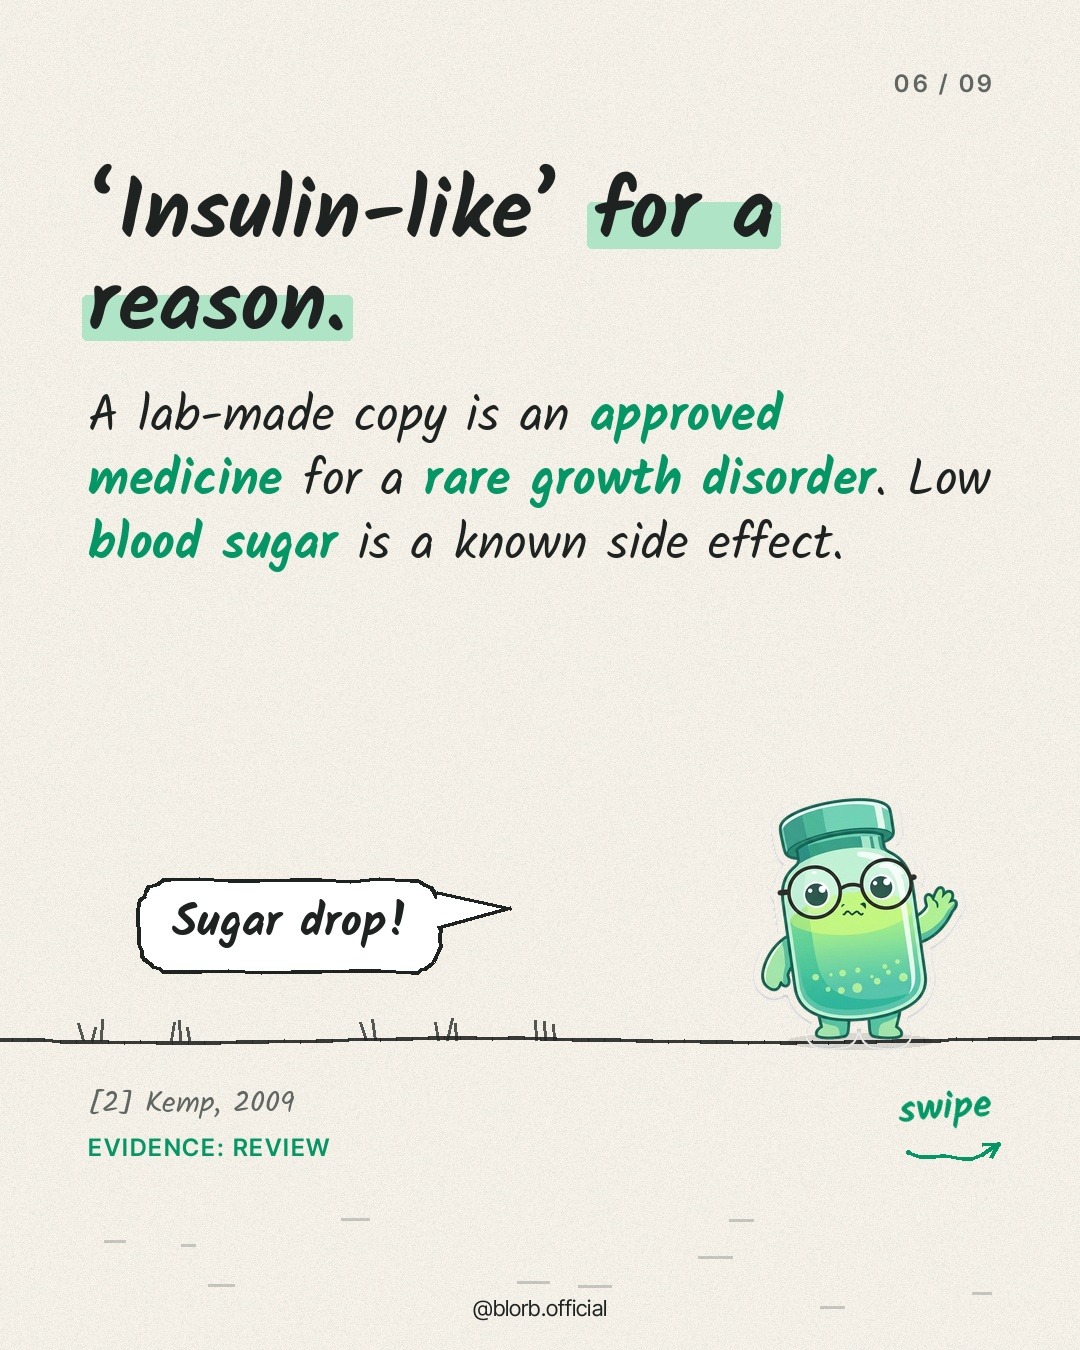 06 / 09
‘Insulin-like’ for a
reason.
A lab-made copy is an approved
medicine for a rare growth disorder. Low
blood sugar is a known side effect.
Sugar drop!
[2] Kemp, 2009
EVIDENCE: REVIEW
swipe
@blorb.official